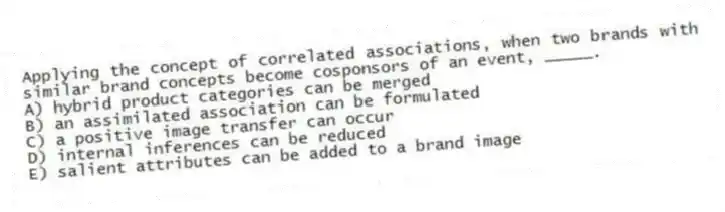 Applying the concept of correlated associations, when two brands with
similar brand concepts become cosponsors of an event, _____.
A) hybrid product categories can be merged
B) an assimilated association can be formulated
C) a positive image transfer can occur
D) internal inferences can be reduced
E) salient attributes can be added to a brand image